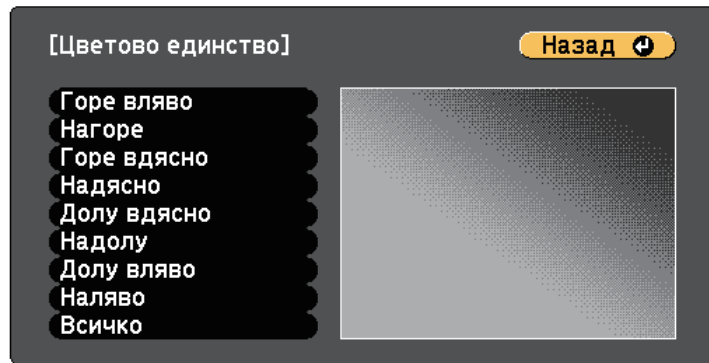 [Цветово единство]
Назад
Горе вляво
Нагоре
Горе вдясно
Надясно
Долу вдясно
Надолу
Долу вляво
Наляво
Всичко